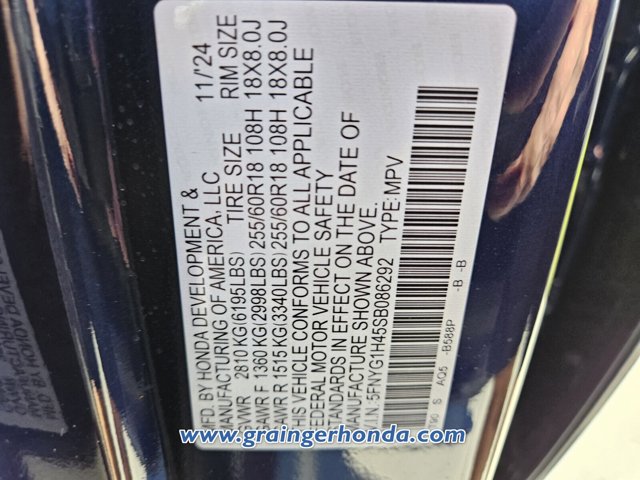 MFD. BY HONDA DEVELOPMENT & 11/'24
MANUFACTURING OF AMERICA, LLC
GVWR 2810 KG(6195LBS) TIRE SIZE RIM SIZE
GAWR F 1360 KG(2998LBS) 255/60R18 108H 18X8.0J
GAWR R 1515 KG(3340LBS) 255/60R18 108H 18X8.0J
THIS VEHICLE CONFORMS TO ALL APPLICABLE
FEDERAL MOTOR VEHICLE SAFETY
STANDARDS IN EFFECT ON THE DATE OF
MANUFACTURE SHOWN ABOVE.
V.I.N.:5FNYG1H45SB086292 TYPE:MPV
S AQ5 -B588P -B -B
www.graingerhonda.com